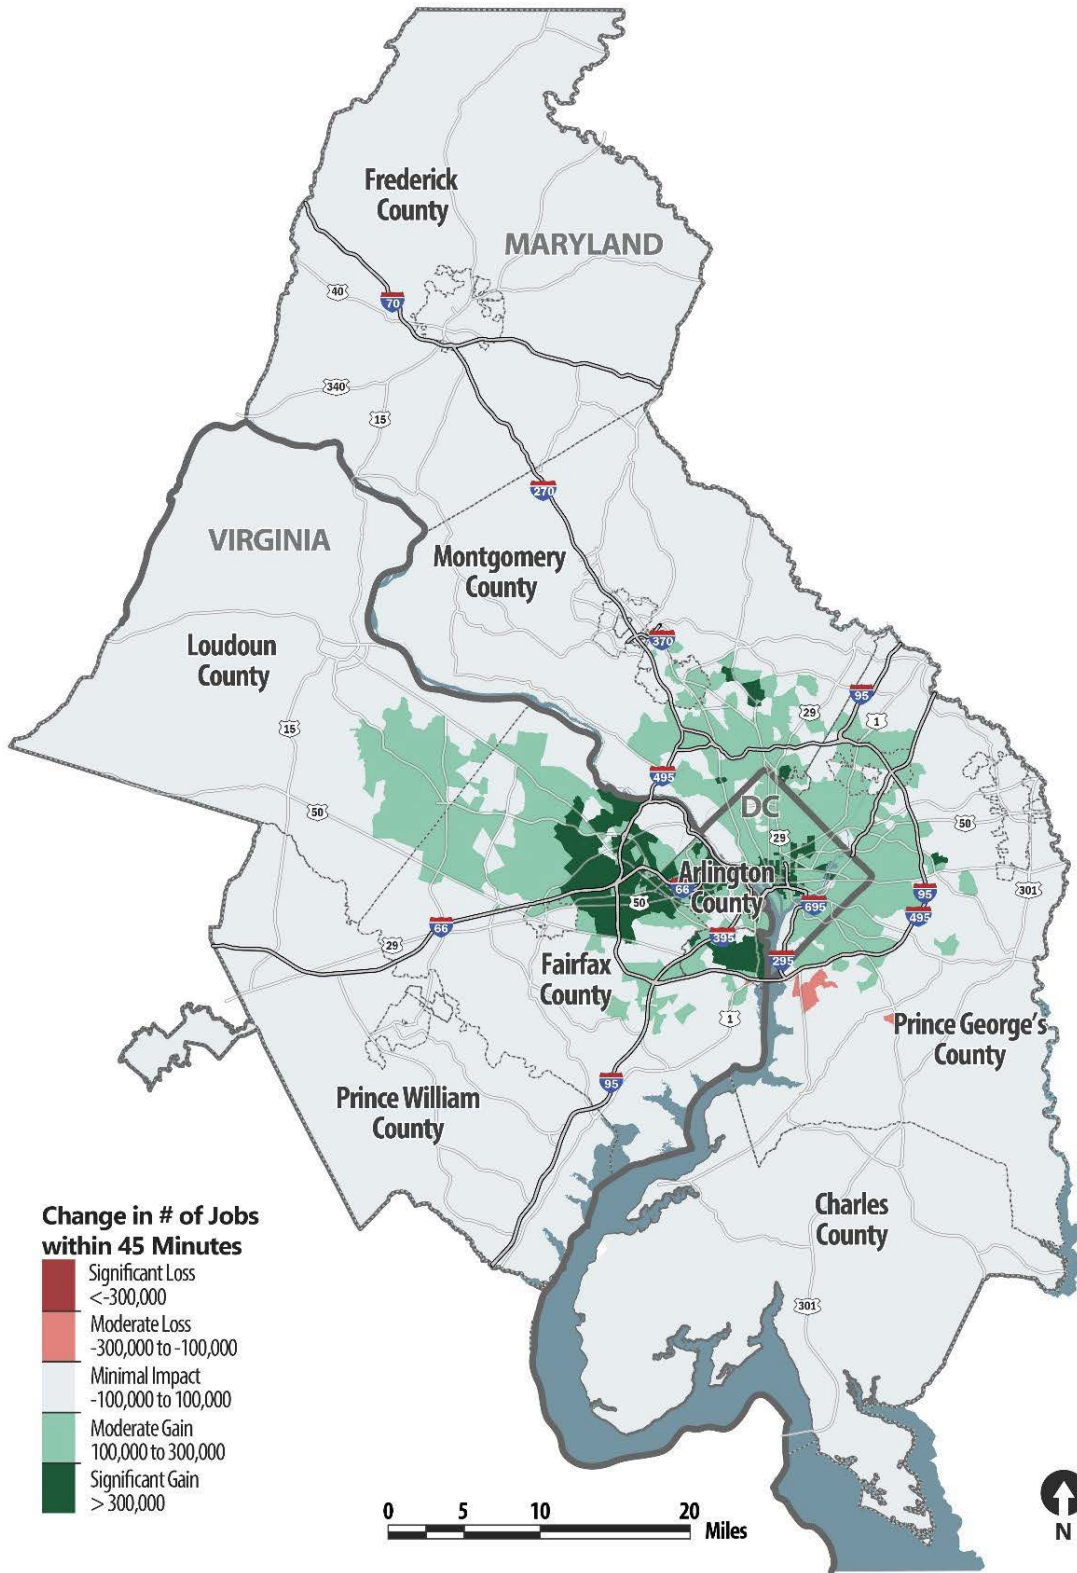 Frederick
County
MARYLAND
40
70
340
15
270
VIRGINIA
Montgomery
County
370
Loudoun
County
95
29
1
15
495
50
DC
50
29
Arlington
County
66
301
50
695
95
495
66
395
29
295
Fairfax
County
1
Prince George's
County
95
Prince William
County
Charles
County
301
Change in # of Jobs
within 45 Minutes
Significant Loss
<-300,000
Moderate Loss
-300,000 to -100,000
Minimal Impact
-100,000 to 100,000
Moderate Gain
100,000 to 300,000
Significant Gain
> 300,000
0 5 10 20
Miles
N